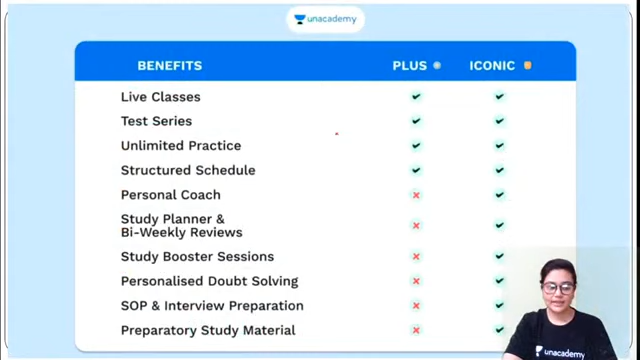 unacademy
BENEFITS PLUS ICONIC
Live Classes
Test Series
Unlimited Practice
Structured Schedule
Personal Coach
Study Planner &
Bi-Weekly Reviews
Study Booster Sessions
Personalised Doubt Solving
SOP & Interview Preparation
Preparatory Study Material
unacademy